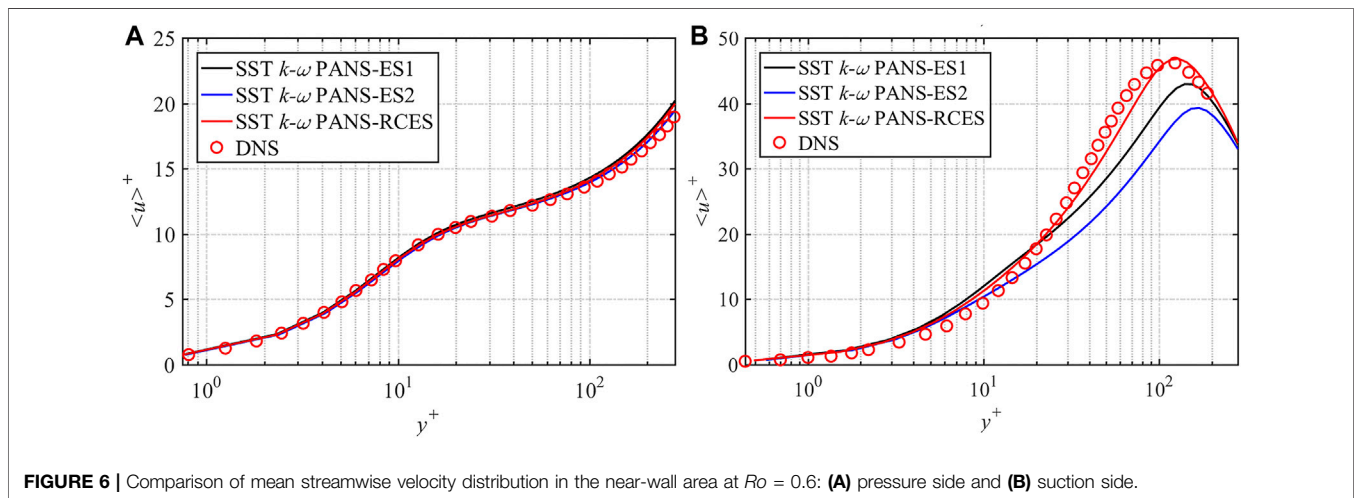 A
25
20
15
10
5
0
<u>+
SST k-ω PANS-ES1
SST k-ω PANS-ES2
SST k-ω PANS-RCES
DNS
10⁰
10¹
10²
y+
B
50
40
30
20
10
0
<u>+
SST k-ω PANS-ES1
SST k-ω PANS-ES2
SST k-ω PANS-RCES
DNS
10⁰
10¹
10²
y+
FIGURE 6 | Comparison of mean streamwise velocity distribution in the near-wall area at Ro = 0.6: (A) pressure side and (B) suction side.